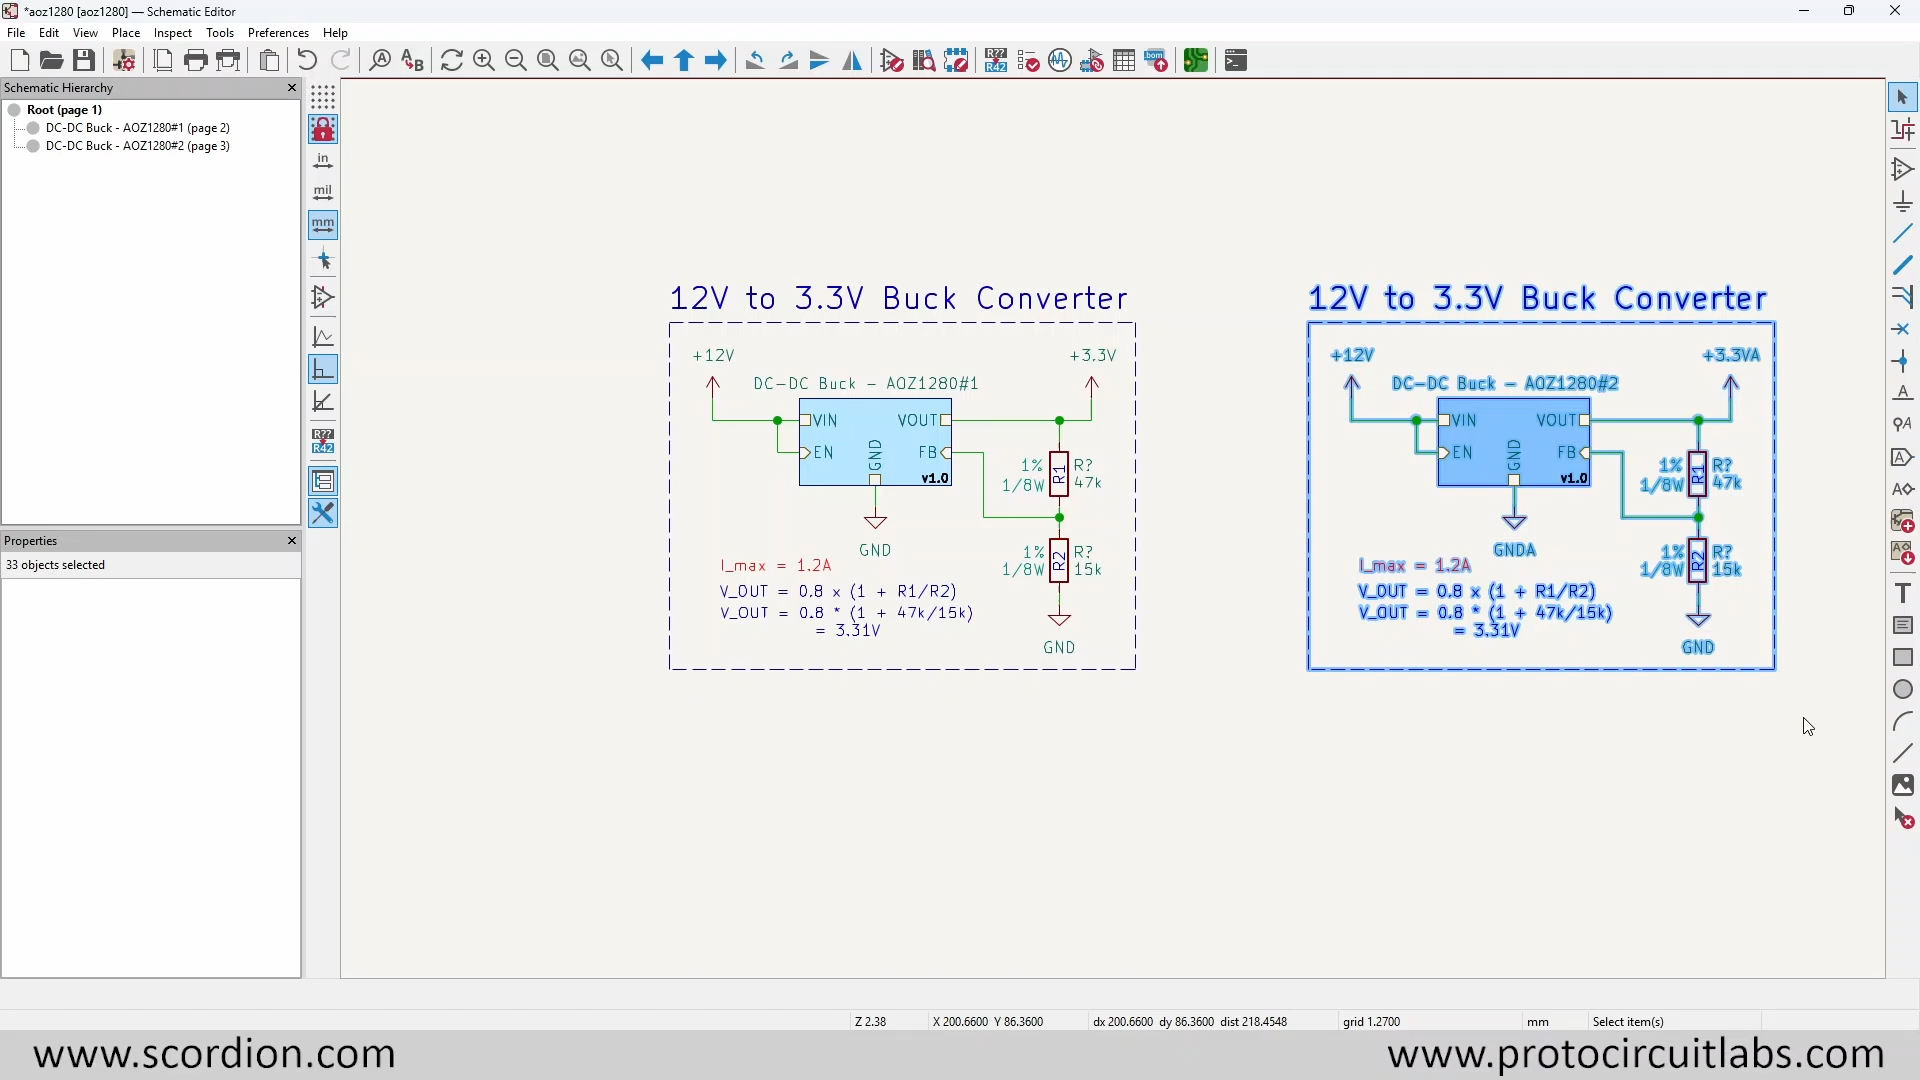 *aoz1280 [aoz1280] — Schematic Editor
File Edit View Place Inspect Tools Preferences Help
Schematic Hierarchy
Root (page 1)
DC-DC Buck - AOZ1280#1 (page 2)
DC-DC Buck - AOZ1280#2 (page 3)
in
mil
mm
R??
R42
Properties
33 objects selected
12V to 3.3V Buck Converter
+12V
+3.3V
DC-DC Buck - AOZ1280#1
VIN
VOUT
EN
FB
GND
v1.0
1%
1/8W
R1
R?
47k
GND
1%
1/8W
R2
R?
15k
GND
I_max = 1.2A
V_OUT = 0.8 x (1 + R1/R2)
V_OUT = 0.8 * (1 + 47k/15k)
= 3.31V
12V to 3.3V Buck Converter
+12V
+3.3VA
DC-DC Buck - AOZ1280#2
VIN
VOUT
EN
FB
GND
v1.0
1%
1/8W
R1
R?
47k
GNDA
1%
1/8W
R2
R?
15k
GND
I_max = 1.2A
V_OUT = 0.8 x (1 + R1/R2)
V_OUT = 0.8 * (1 + 47k/15k)
= 3.31V
Z 2.38 X 200.6600 Y 86.3600 dx 200.6600 dy 86.3600 dist 218.4548 grid 1.2700 mm Select item(s)
www.scordion.com
www.protocircuitlabs.com